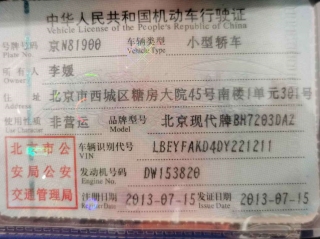 中华人民共和国机动车行驶证
Vehicle License of the People's Republic of China
号牌号码 京N81900 车辆类型 小型轿车
Plate No. Vehicle Type
所有人 李媛
住址 北京市西城区糖房大院45号南楼1单元301号
使用性质 非营运 品牌型号 北京现代牌BH7203DAZ
Use Character Model
车辆识别代号 LBEYFAKD4DY221211
VIN
发动机号码 DW153820
Engine No.
注册日期 2013-07-15 发证日期 2013-07-15
Register Date Issue Date
北京市公
安局公安
交通管理局